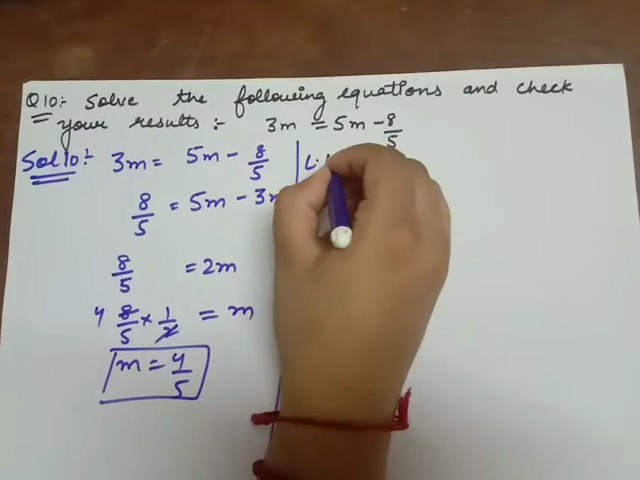 Q10:- Solve the following equations and check
your results:- 3m = 5m - 8/5
Sol10:- 3m = 5m - 8/5
8/5 = 5m - 3
8/5 = 2m
4 8/5 × 1/2 = m
m = 4/5
L.